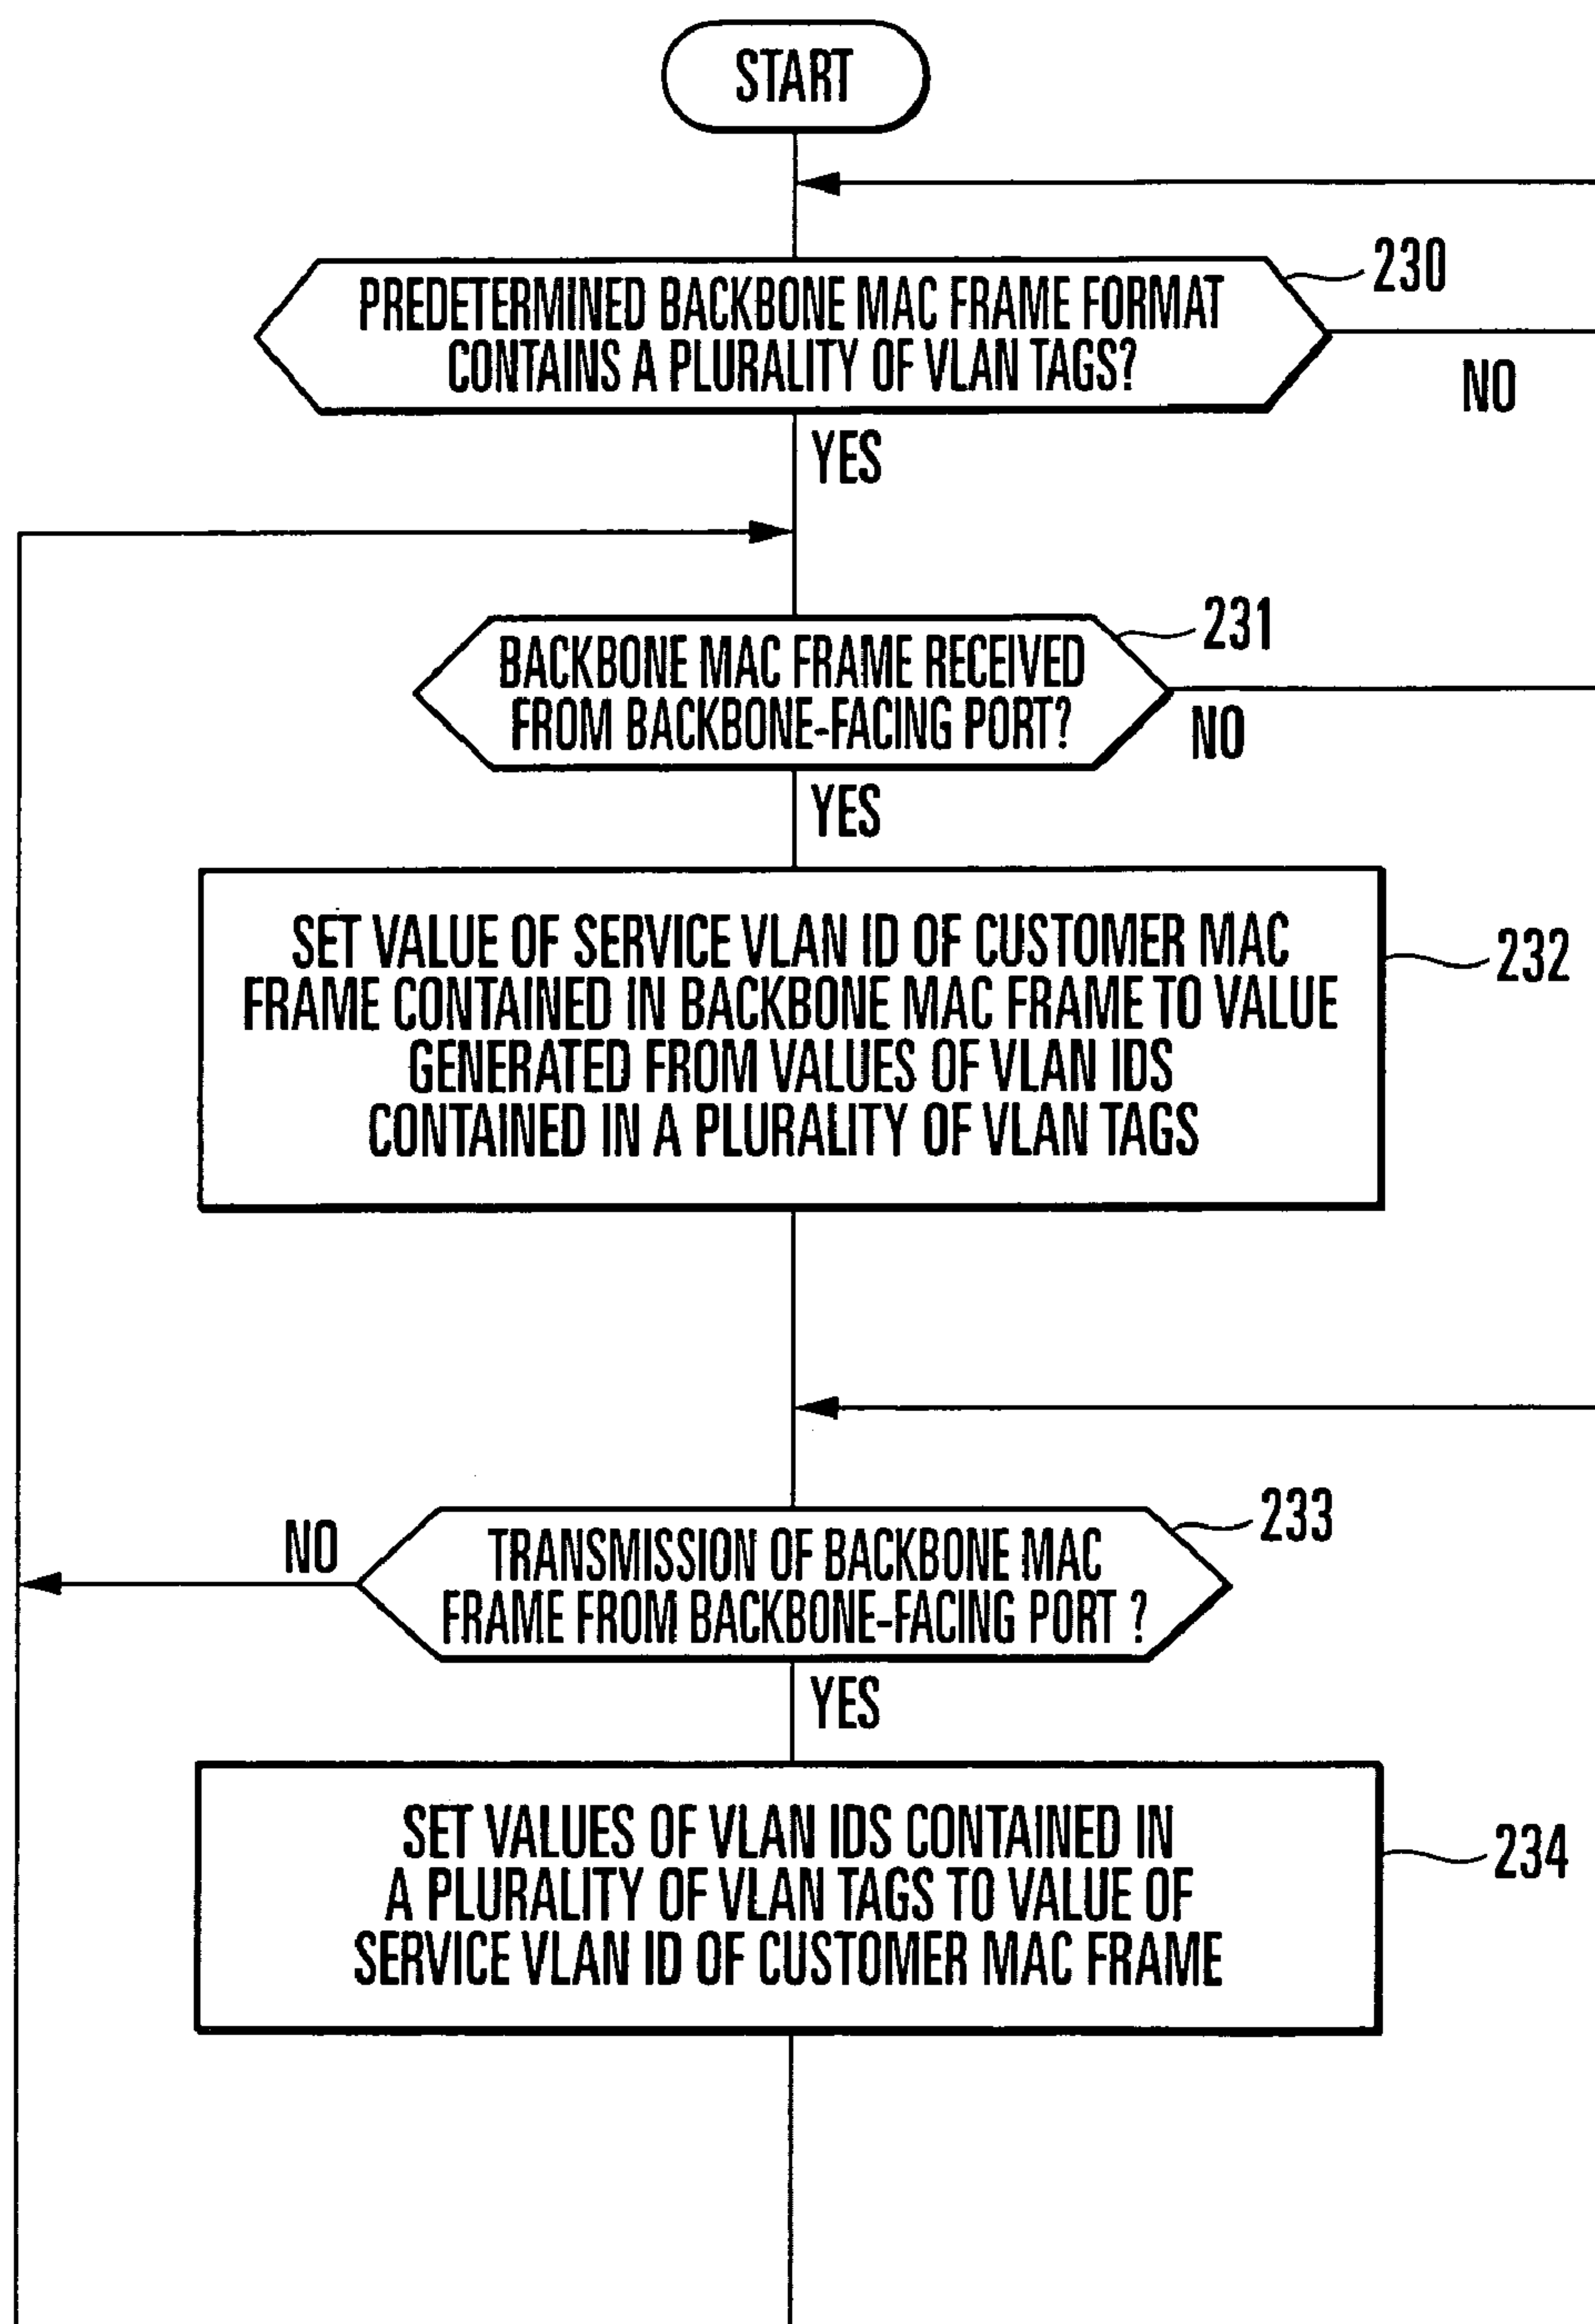 START
230
PREDETERMINED BACKBONE MAC FRAME FORMAT
CONTAINS A PLURALITY OF VLAN TAGS?
NO
YES
231
BACKBONE MAC FRAME RECEIVED
FROM BACKBONE-FACING PORT?
NO
YES
SET VALUE OF SERVICE VLAN ID OF CUSTOMER MAC
FRAME CONTAINED IN BACKBONE MAC FRAME TO VALUE
GENERATED FROM VALUES OF VLAN IDS
CONTAINED IN A PLURALITY OF VLAN TAGS
232
233
NO
TRANSMISSION OF BACKBONE MAC
FRAME FROM BACKBONE-FACING PORT ?
YES
SET VALUES OF VLAN IDS CONTAINED IN
A PLURALITY OF VLAN TAGS TO VALUE OF
SERVICE VLAN ID OF CUSTOMER MAC FRAME
234